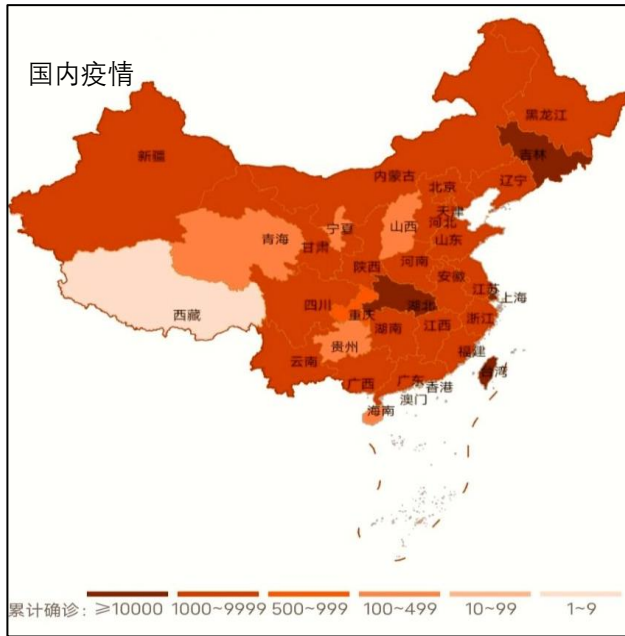 国内疫情
黑龙江
吉林
新疆
辽宁
内蒙古
北京
天津
宁夏
山西
河北
青海
甘肃
山东
陕西
河南
安徽
江苏
上海
西藏
四川
重庆
湖北
浙江
湖南
江西
贵州
福建
云南
台湾
广西
广东
香港
澳门
海南
累计确诊: ≥10000 1000~9999 500~999 100~499 10~99 1~9